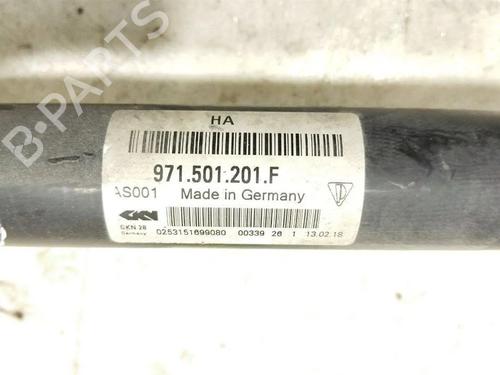 B-PARTS
HA
971.501.201.F
AS001 Made in Germany
GKN
GKN 28
Germany
0253151699080 00339 26 1 13.02.18